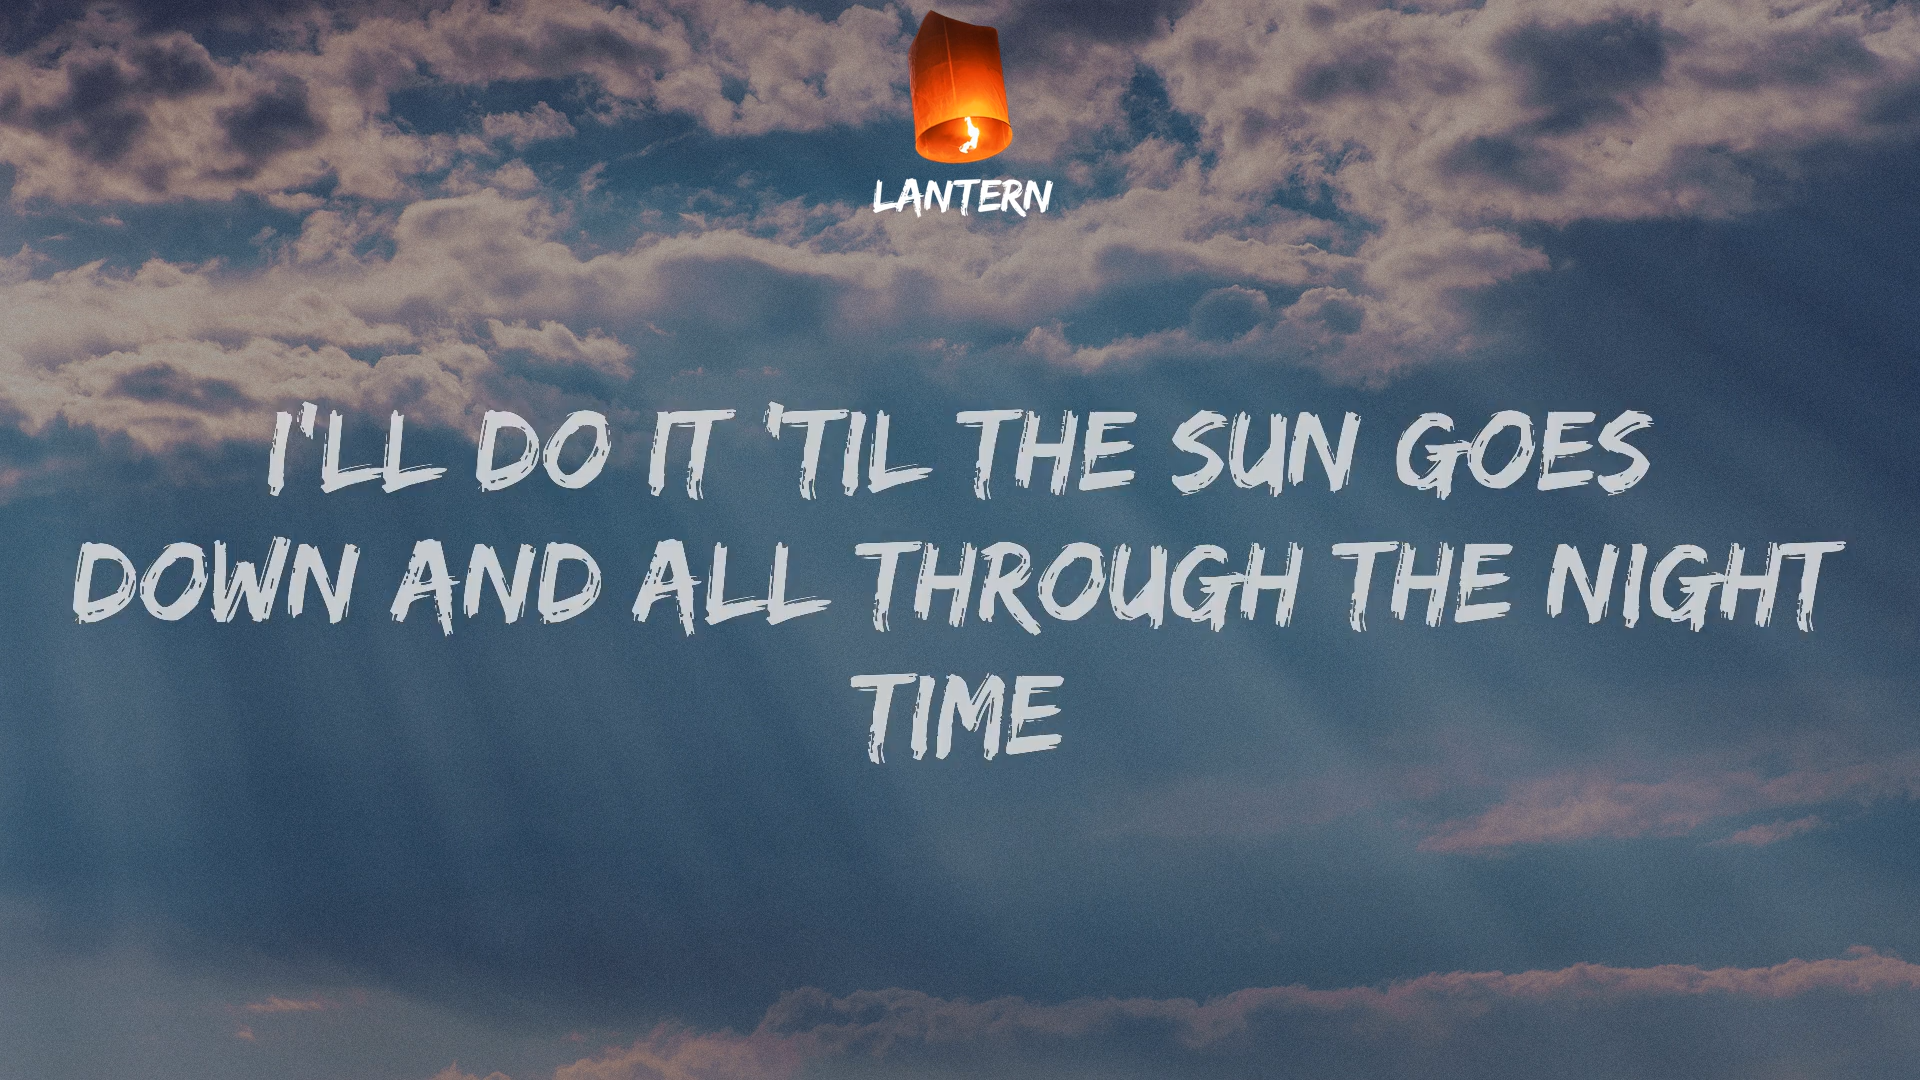 LANTERN
I'LL DO IT 'TIL THE SUN GOES
DOWN AND ALL THROUGH THE NIGHT
TIME